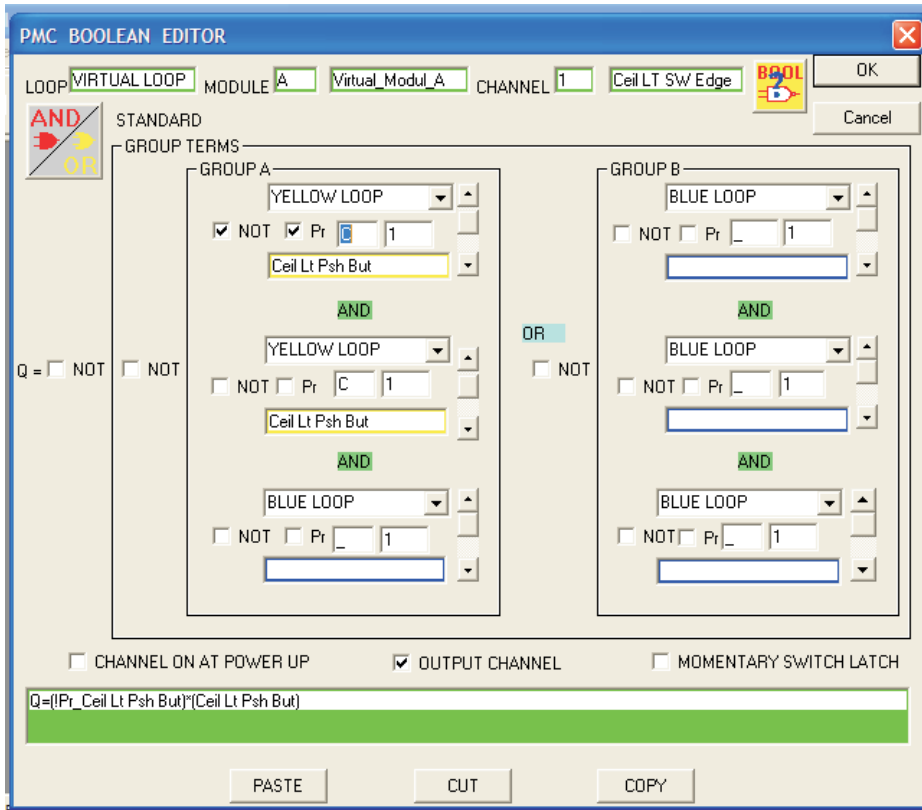 PMC BOOLEAN EDITOR
LOOP VIRTUAL LOOP MODULE A Virtual_Modul_A CHANNEL 1 Ceil LT SW Edge BOOL ? OK
Cancel
AND OR STANDARD
GROUP TERMS
GROUP A GROUP B
YELLOW LOOP BLUE LOOP
NOT Pr C 1 NOT Pr _ 1
Ceil Lt Psh But
AND AND
OR
YELLOW LOOP BLUE LOOP
Q = NOT NOT NOT Pr C 1 NOT NOT Pr _ 1
Ceil Lt Psh But
AND AND
BLUE LOOP BLUE LOOP
NOT Pr _ 1 NOT Pr _ 1
CHANNEL ON AT POWER UP OUTPUT CHANNEL MOMENTARY SWITCH LATCH
Q=(!Pr_Ceil Lt Psh But)*(Ceil Lt Psh But)
PASTE CUT COPY